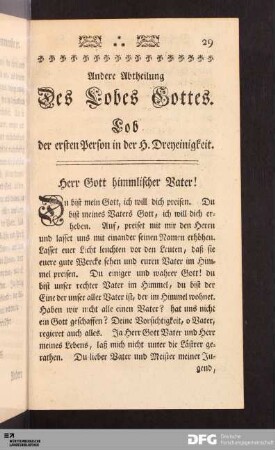 29
Andere Abtheilung
Des Lobes Gottes.
Lob
der ersten Person in der H. Dreyeinigkeit.
Herr Gott himmlischer Vater!
Du bist mein Gott, ich will dich preisen. Du
bist meines Vaters Gott, ich will dich er-
heben. Auf, preiset mit mir den Herrn
und lasset uns mit einander seinen Namen erhöhen.
Lasset euer Licht leuchten vor den Leuten, daß sie
euere gute Wercke sehen und euren Vater im Him-
mel preisen. Du einiger und wahrer Gott! du
bist unser rechter Vater im Himmel, du bist der
Eine der unser aller Vater ist, der im Himmel wohnet.
Haben wir nicht alle einen Vater? hat uns nicht
ein Gott geschaffen? Deine Vorsichtigkeit, o Vater,
regieret auch alles. Ja Herr Gott Vater und Herr
meines Lebens, laß mich nicht unter die Lästrer ge-
rathen. Du lieber Vater und Meister meiner Ju-
gend,
DFG
Deutsche
Forschungsgemeinschaft